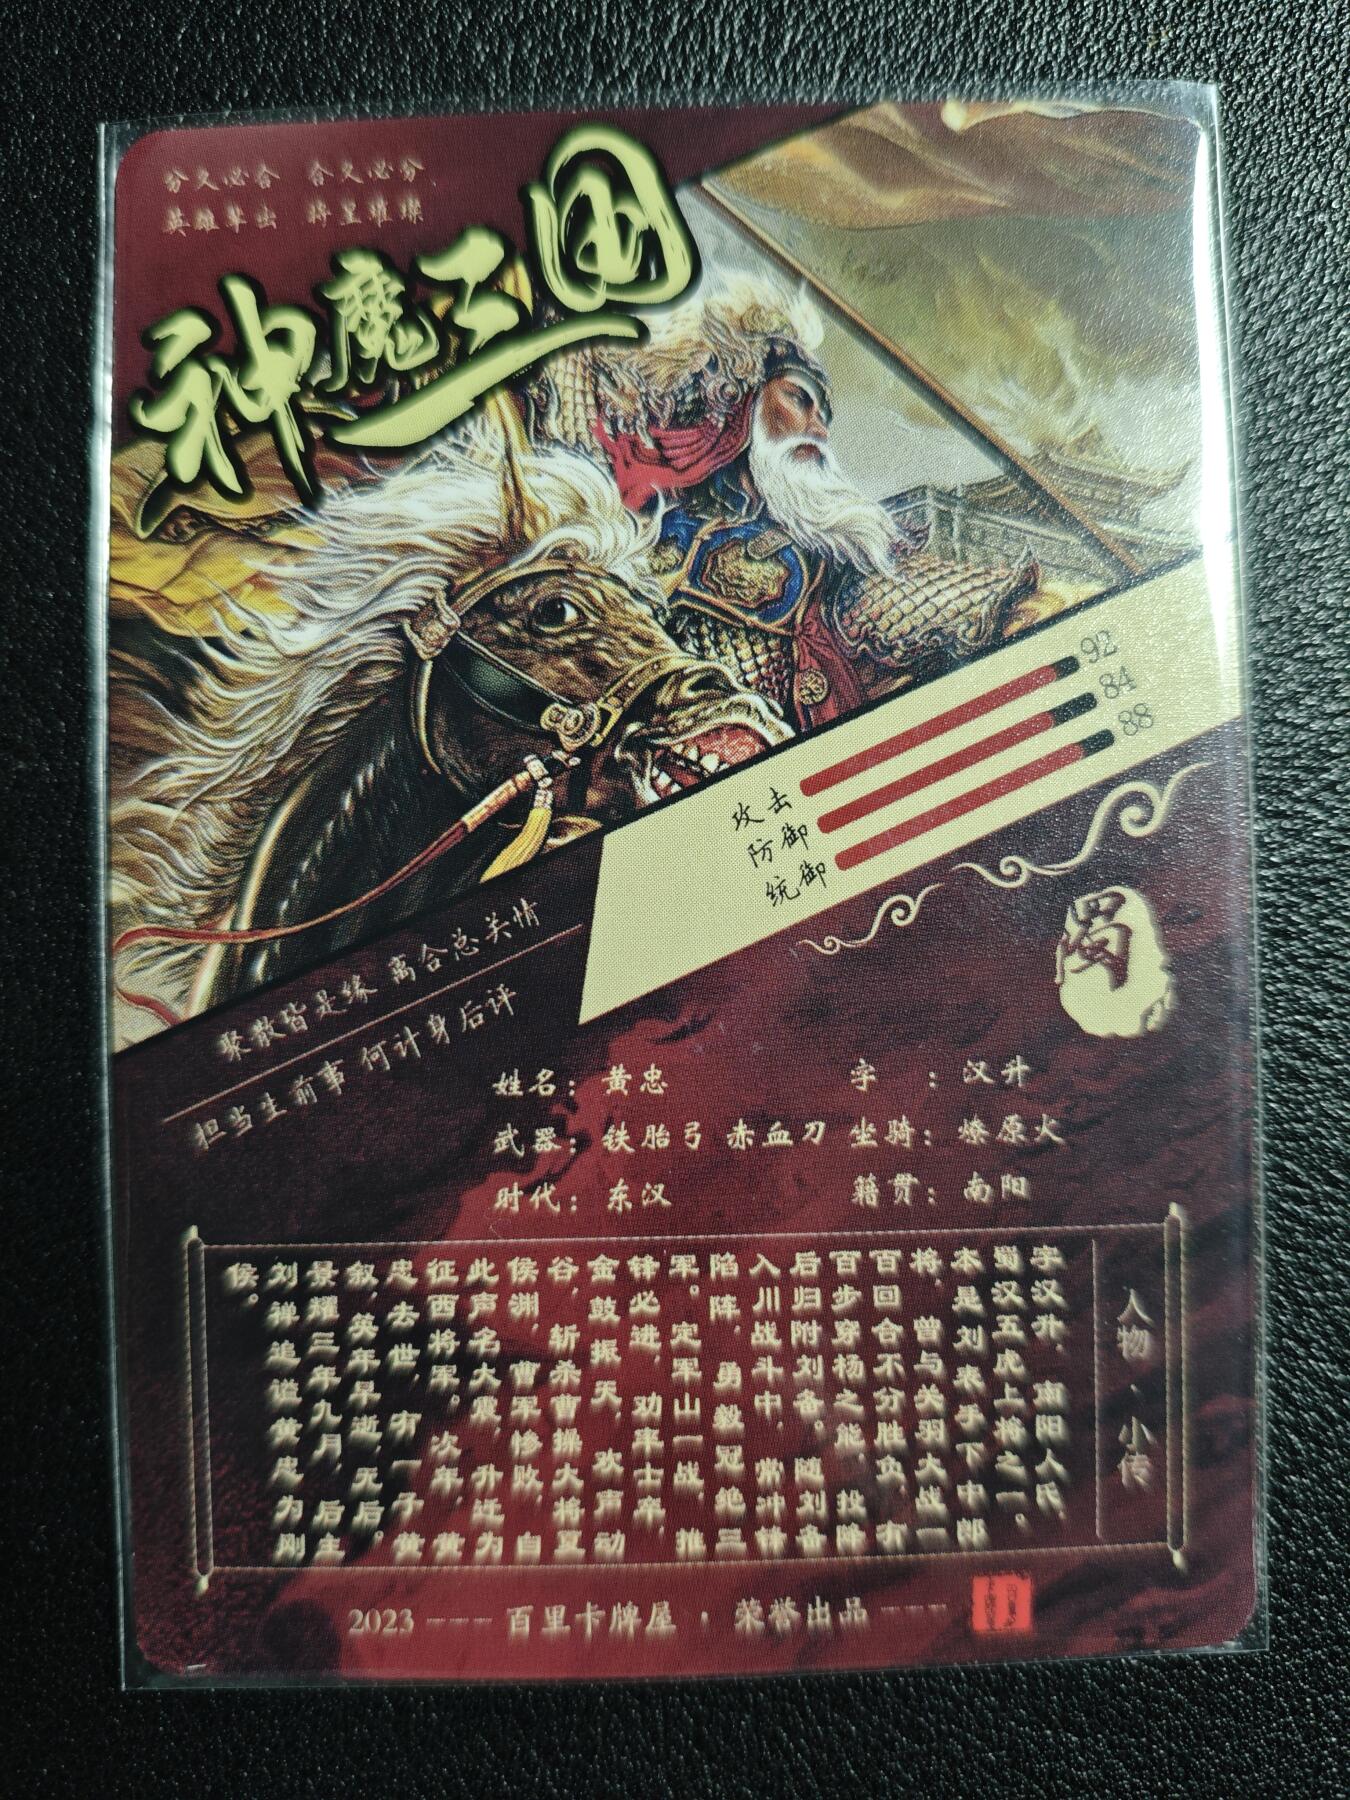 分久必合 合久必分
英雄辈出 将星璀璨
神魔三国
攻击 92
防御 84
统御 88
聚散皆是缘 离合总关情
担当生前事 何计身后评
蜀
姓名：黄忠 字：汉升
武器：铁胎弓 赤血刀 坐骑：燎原火
时代：东汉 籍贯：南阳
人物·小传
字汉升，南阳人氏，
蜀汉五虎上将之一。
本是刘表手下中郎
将，曾与关羽大战一
百回合不分胜负，有
百步穿杨之能，投降
后归附刘备。随刘备
入川战斗中，常冲锋
陷阵，勇毅冠绝三
军。定军山一战，推
锋必进，劝率士卒，
金鼓振天，欢声动
谷，斩杀曹操大将夏
侯渊，曹军惨败，自
此声名大震，升迁为
征西将军。次年，黄
忠去世，有一子黄
叙，英年早逝，无后。
景耀三年九月，后主
刘禅追谥黄忠为刚
侯。
2023 ---- 百里卡牌屋·荣誉出品 ----